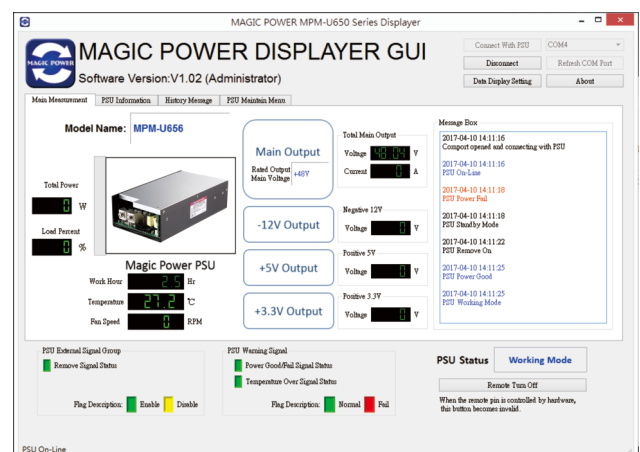 MAGIC POWER MPM-U650 Series Displayer
MAGIC POWER
MAGIC POWER DISPLAYER GUI
Software Version:V1.02 (Administrator)
Connect With PSU
COM4
Disconnect
Refresh COM Port
Data Display Setting
About
Main Measurement
PSU Information
History Message
PSU Maintain Menu
Model Name: MPM-U656
Total Power
0 W
Load Percent
0 %
Magic Power PSU
Work Hour 2.5 Hr
Temperature 27.2 °C
Fan Speed 0 RPM
Main Output
Rated Output
Main Voltage
+48V
-12V Output
+5V Output
+3.3V Output
Total Main Output
Voltage 48.04 V
Current 0 A
Negative 12V
Voltage 0 V
Positive 5V
Voltage 0 V
Positive 3.3V
Voltage 0 V
Message Box
2017-04-10 14:11:16
Comport opened and connecting with PSU
2017-04-10 14:11:16
PSU On-Line
2017-04-10 14:11:18
PSU Power Fail
2017-04-10 14:11:18
PSU Standby Mode
2017-04-10 14:11:22
PSU Remove On
2017-04-10 14:11:25
PSU Power Good
2017-04-10 14:11:25
PSU Working Mode
PSU External Signal Group
Remove Signal Status
Flag Description: Enable Disable
PSU Warning Signal
Power Good/Fail Signal Status
Temperature Over Signal Status
Flag Description: Normal Fail
PSU Status Working Mode
Remote Turn Off
When the remote pin is controlled by hardware,
this button becomes invalid.
PSU On-Line